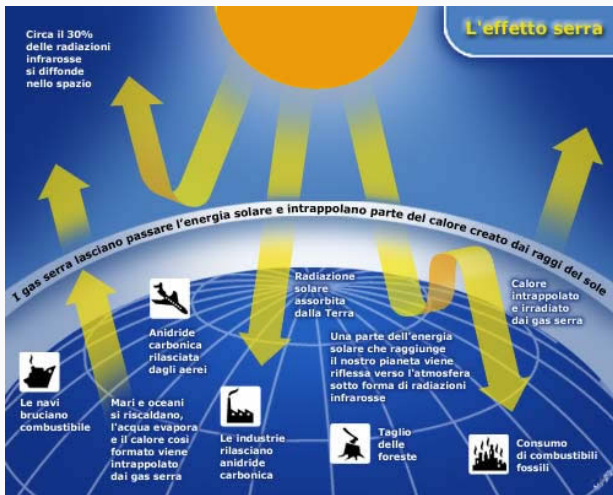 L'effetto serra
Circa il 30%
delle radiazioni
infrarosse
si diffonde
nello spazio
I gas serra lasciano passare l'energia solare e intrappolano parte del calore creato dai raggi del sole
Radiazione
solare
assorbita
dalla Terra
Calore
intrappolato
e irradiato
dai gas serra
Anidride
carbonica
rilasciata
dagli aerei
Una parte dell'energia
solare che raggiunge
il nostro pianeta viene
riflessa verso l'atmosfera
sotto forma di radiazioni
infrarosse
Le navi
bruciano
combustibile
Mari e oceani
si riscaldano,
l'acqua evapora
e il calore così
formato viene
intrappolato
dai gas serra
Le industrie
rilasciano
anidride
carbonica
Taglio
delle
foreste
Consumo
di combustibili
fossili